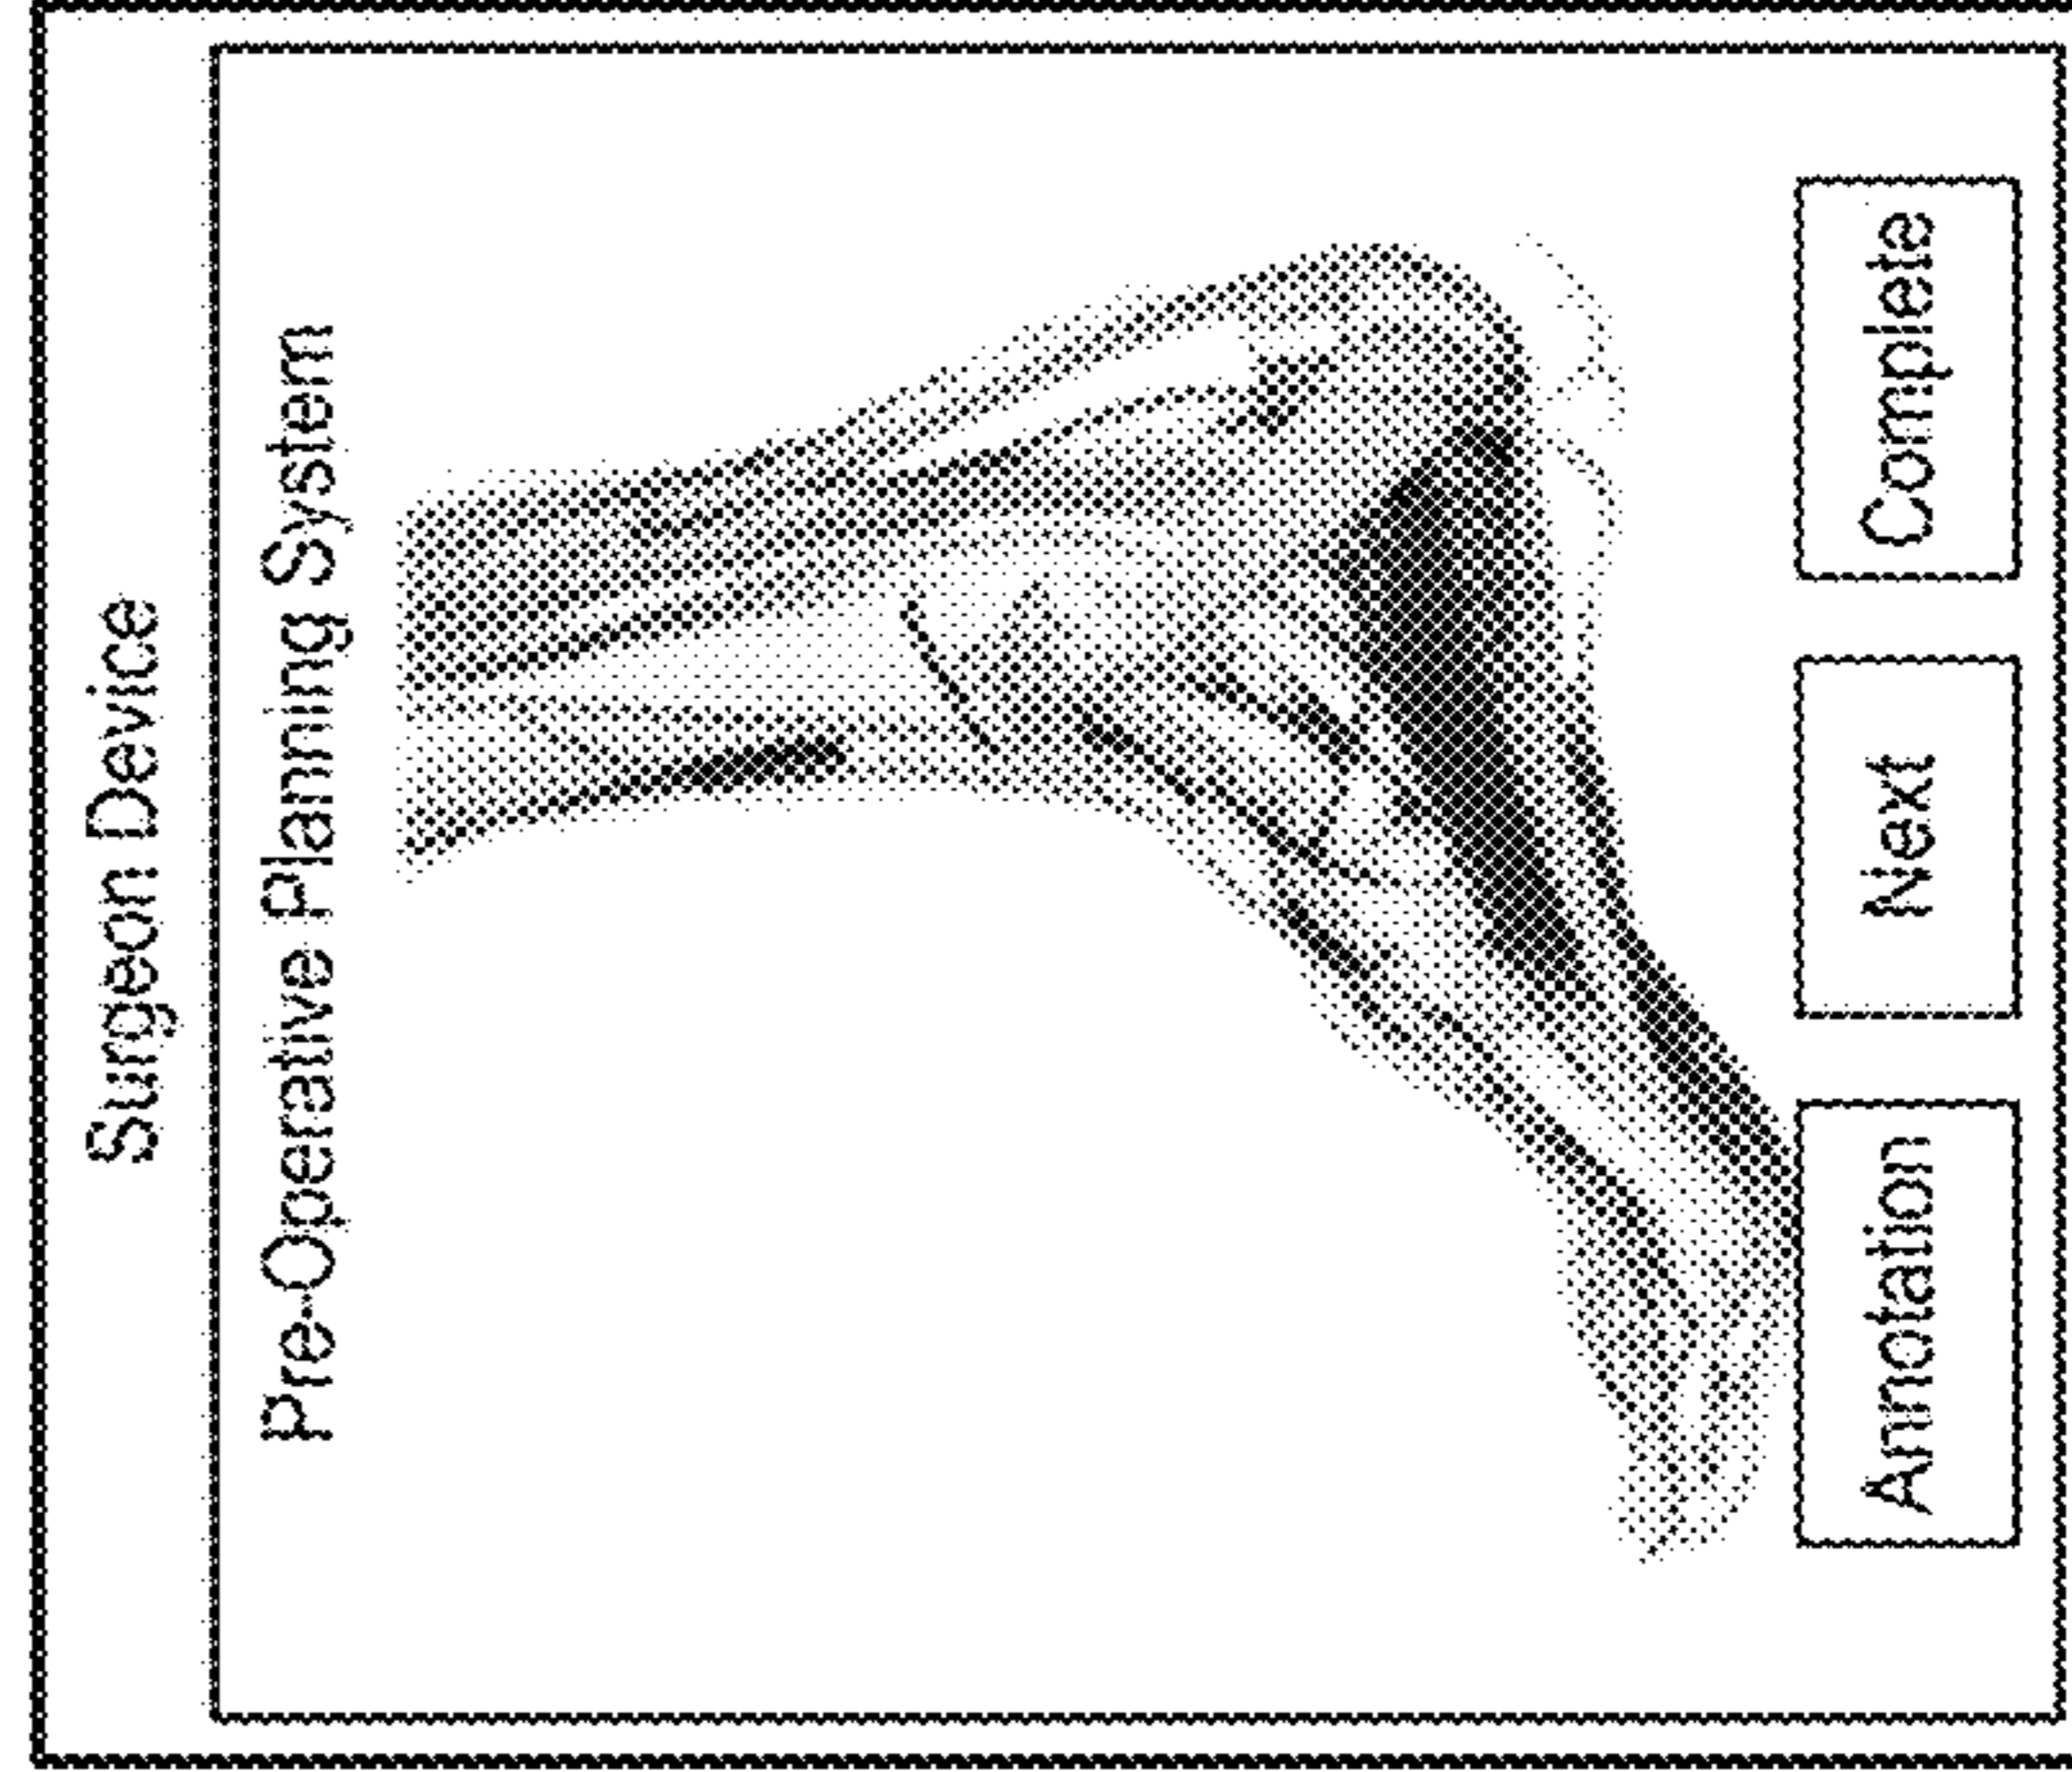 Surgeon Device
Pre-Operative Planning System
Annotation
Next
Complete